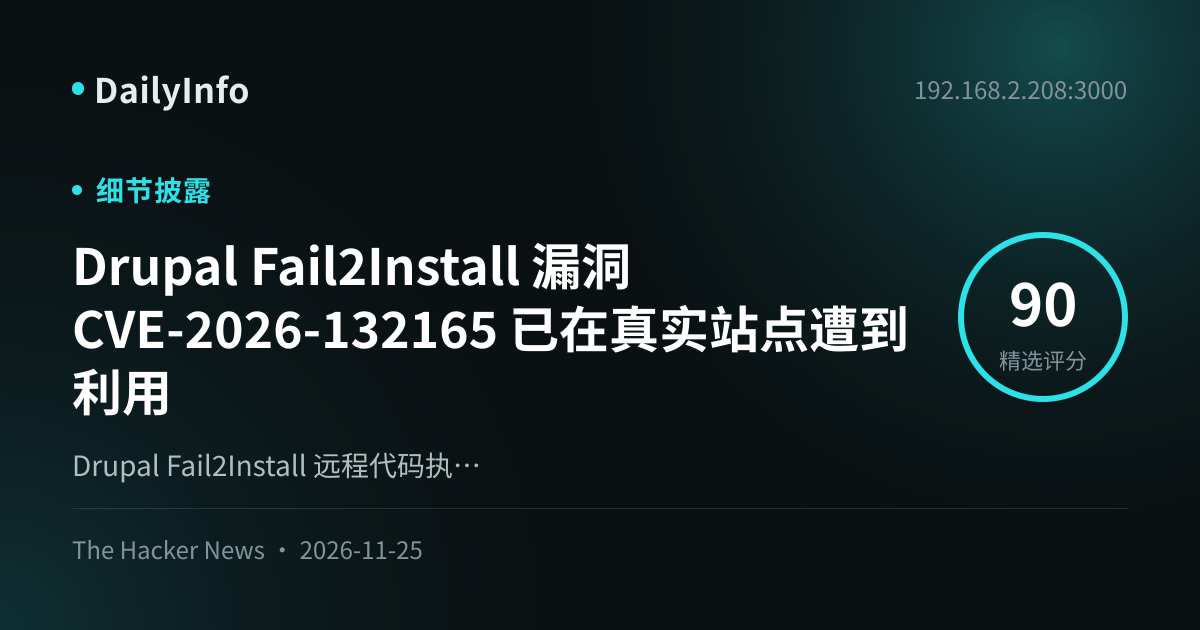 DailyInfo
192.168.2.208:3000
细节披露
Drupal Fail2Install 漏洞
CVE-2026-132165 已在真实站点遭到
利用
90
精选评分
Drupal Fail2Install 远程代码执…
The Hacker News · 2026-11-25